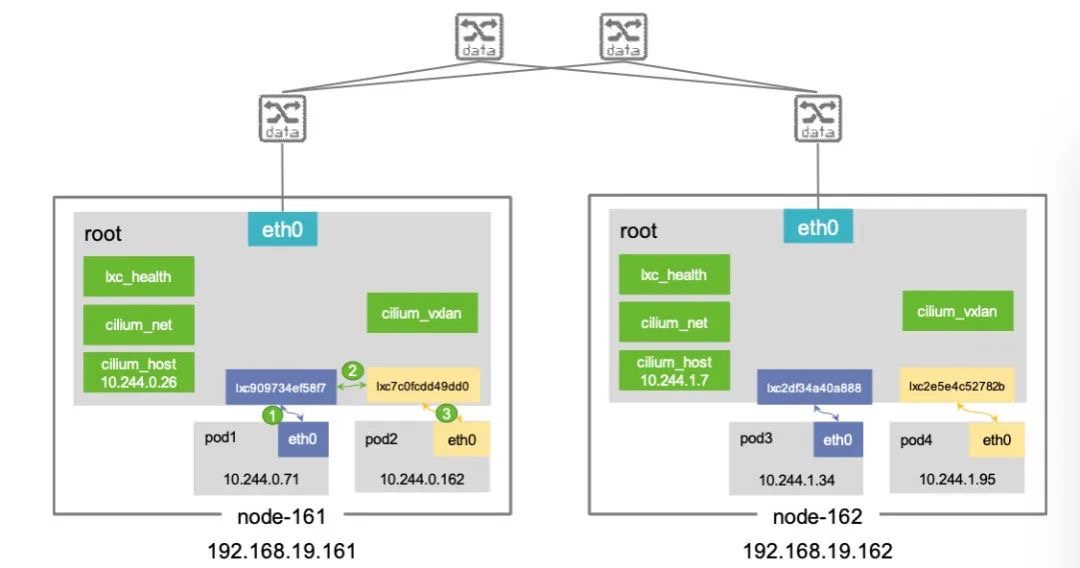 data
data
data
data
root
eth0
lxc_health
cilium_net
cilium_host
10.244.0.26
cilium_vxlan
lxc909734ef58f7
2
lxc7c0fcdd49dd0
1
3
pod1
eth0
10.244.0.71
pod2
eth0
10.244.0.162
node-161
192.168.19.161
root
eth0
lxc_health
cilium_net
cilium_host
10.244.1.7
cilium_vxlan
lxc2df34a40a888
lxc2e5e4c52782b
pod3
eth0
10.244.1.34
pod4
eth0
10.244.1.95
node-162
192.168.19.162